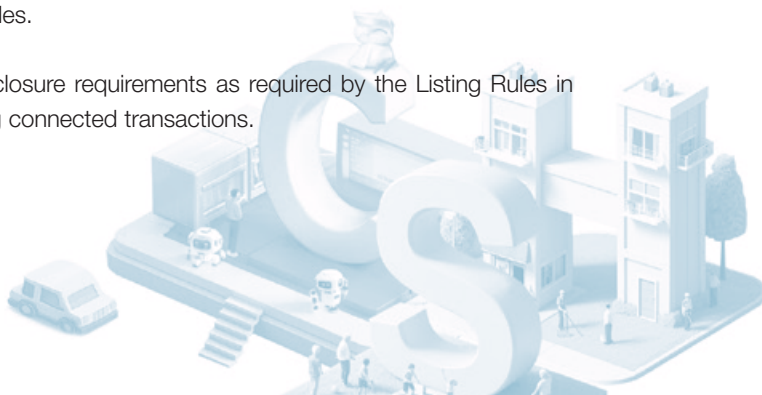 les.
closure requirements as required by the Listing Rules in
g connected transactions.
C
S